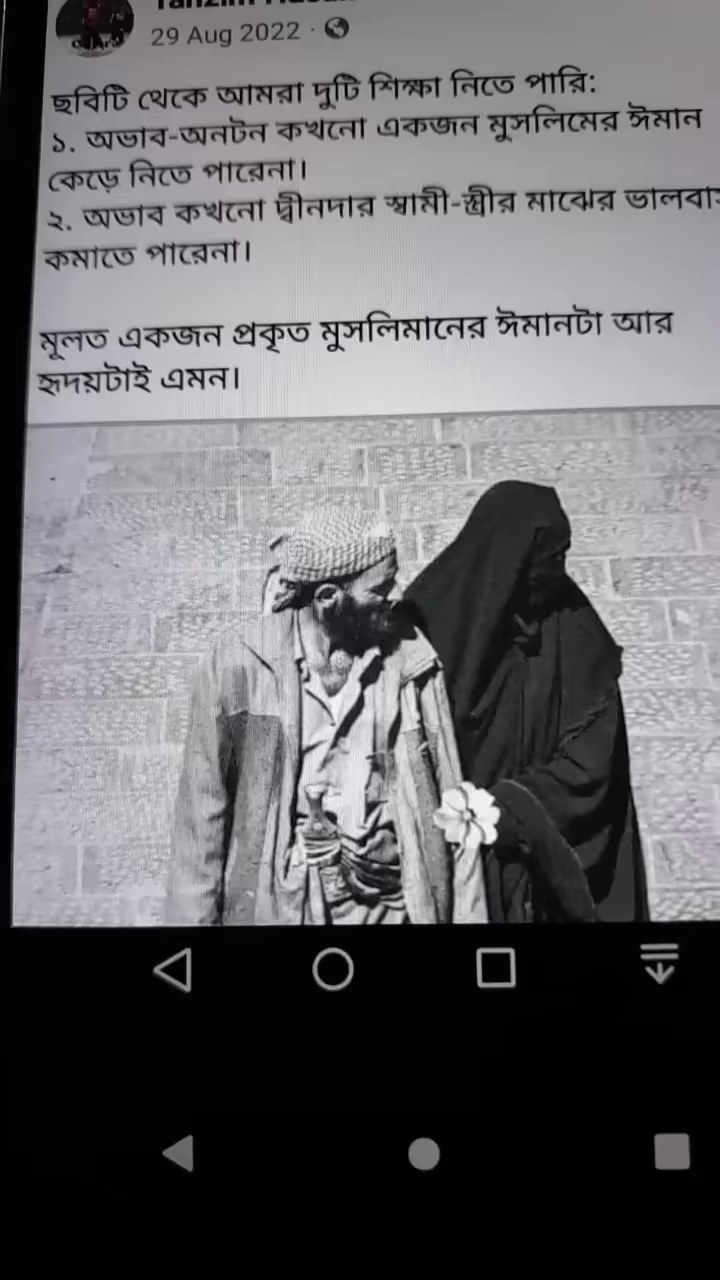 29 Aug 2022 ·
ছবিটি থেকে আমরা দুটি শিক্ষা নিতে পারি:
১. অভাব-অনটন কখনো একজন মুসলিমের ঈমান
কেড়ে নিতে পারেনা।
২. অভাব কখনো দ্বীনদার স্বামী-স্ত্রীর মাঝের
কমাতে পারেনা।
মূলত একজন প্রকৃত মুসলিমানের ঈমানটা আর
হৃদয়টাই এমন।